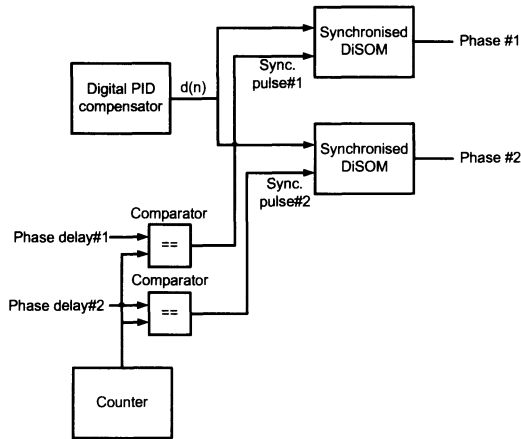 Synchronised
DiSOM
Phase #1
Sync.
pulse#1
Digital PID
compensator
d(n)
Synchronised
DiSOM
Phase #2
Sync.
pulse#2
Comparator
Phase delay#1
==
Comparator
Phase delay#2
==
Counter